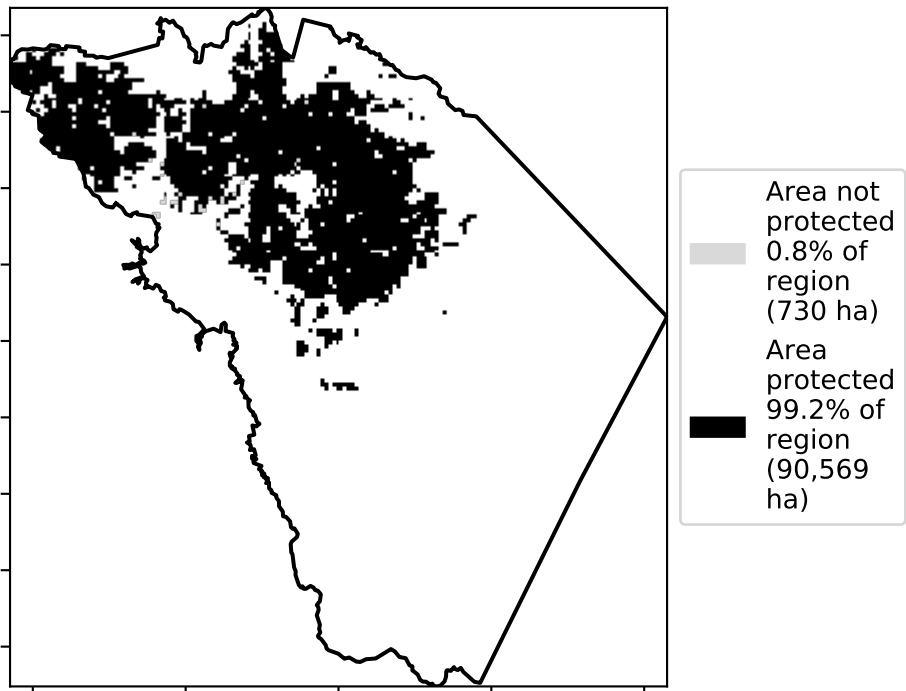 Area not
protected
0.8% of
region
(730 ha)
Area
protected
99.2% of
region
(90,569
ha)